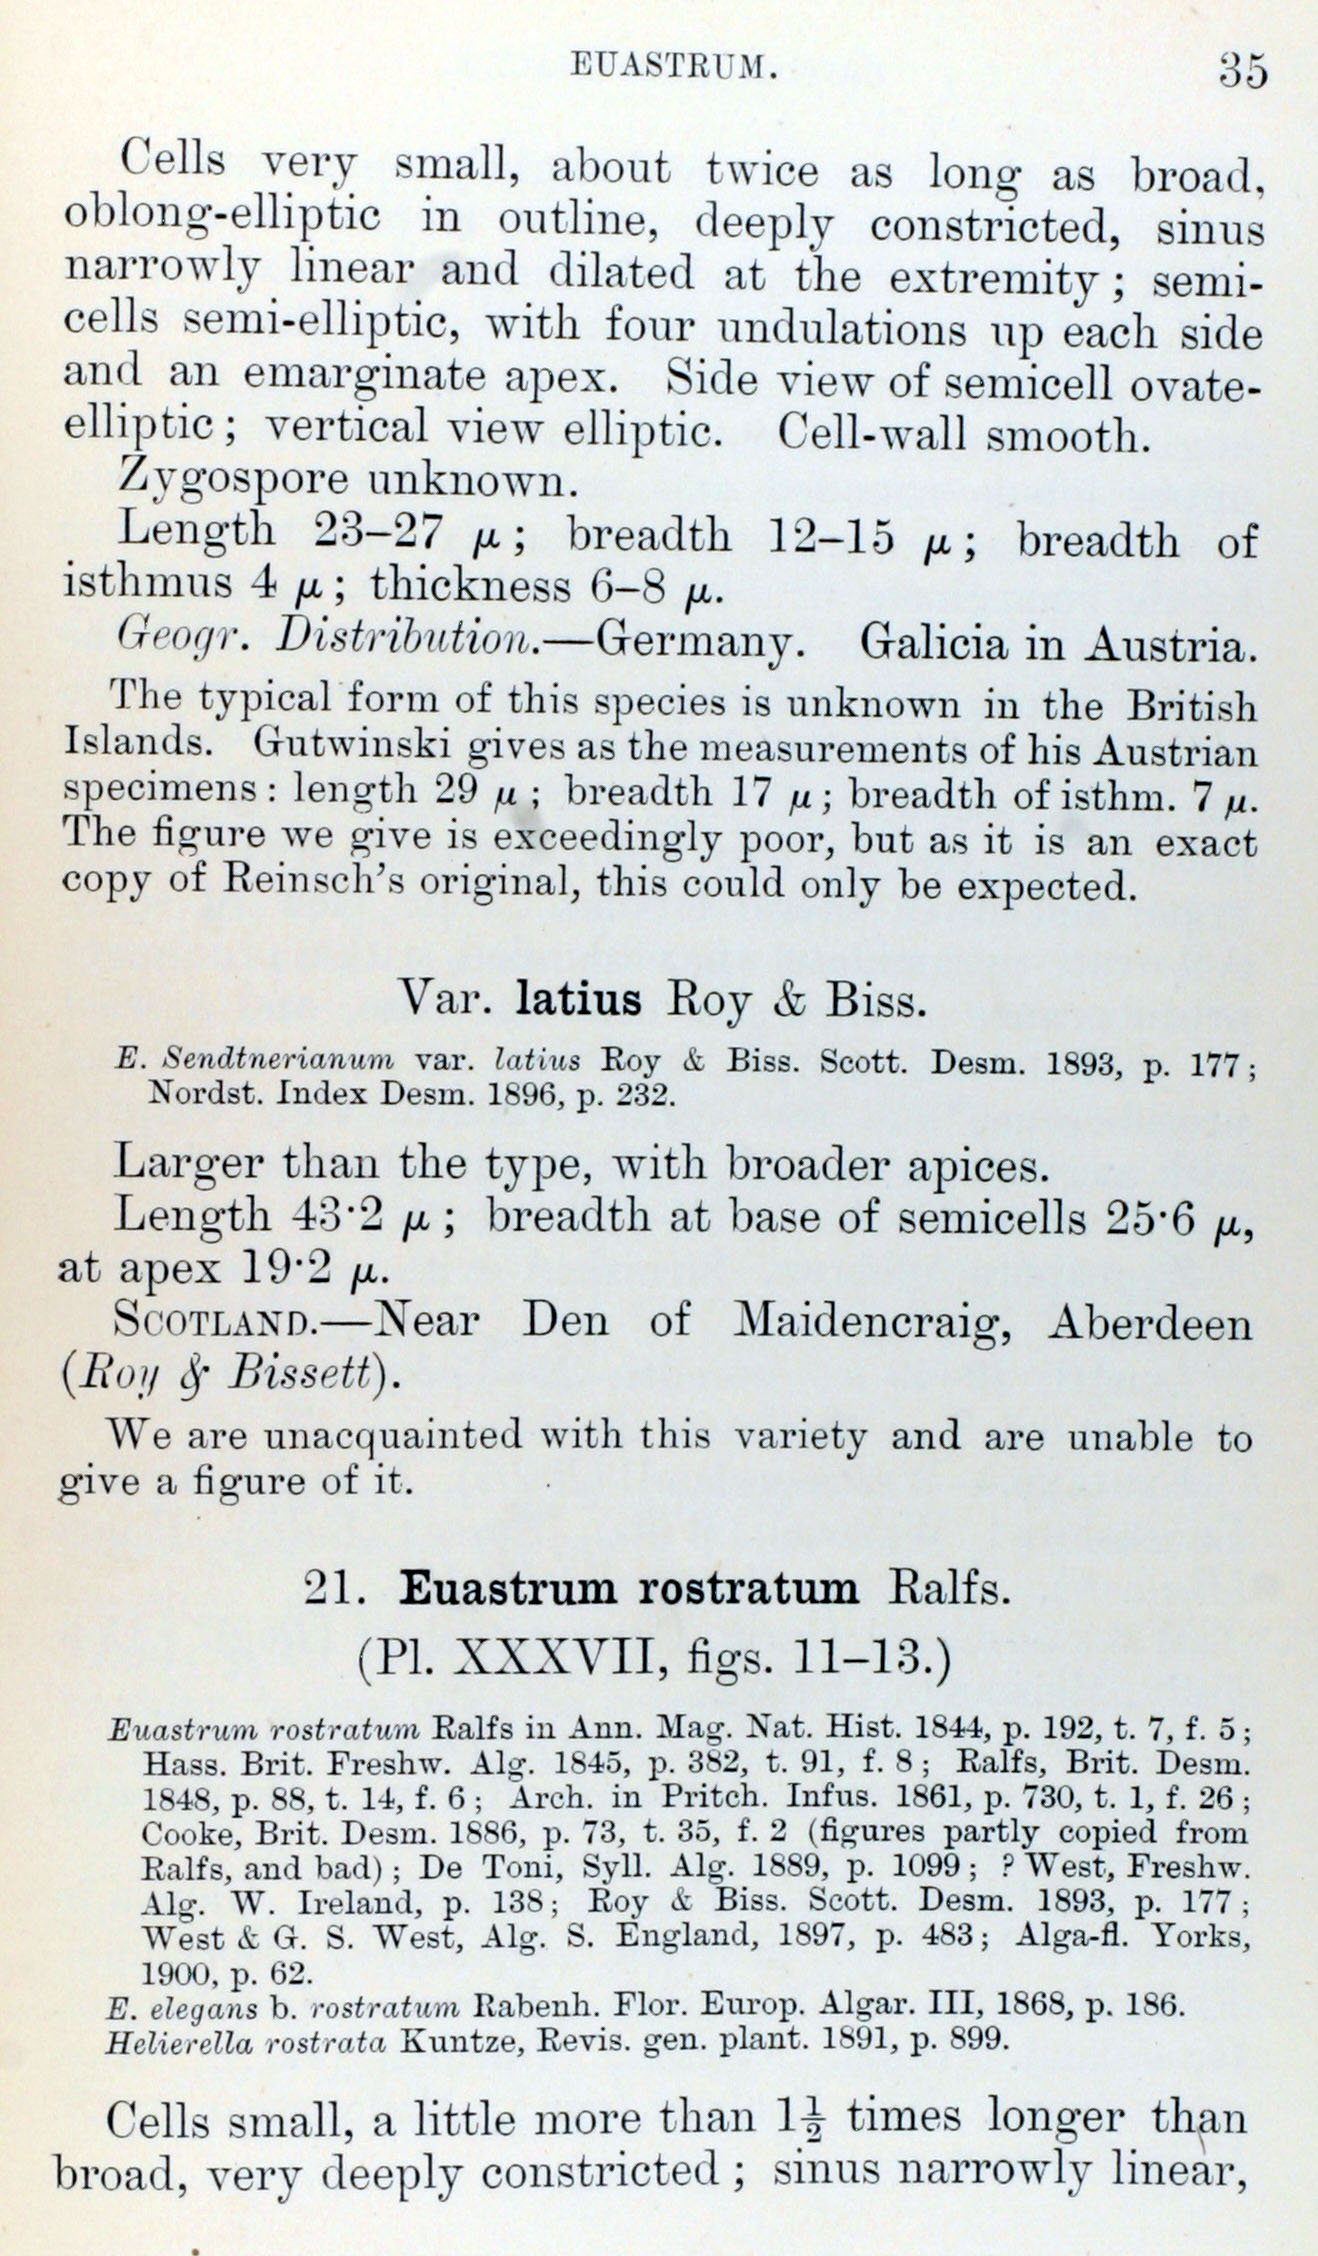 EUASTRUM. 35
Cells very small, about twice as long as broad,
oblong-elliptic in outline, deeply constricted, sinus
narrowly linear and dilated at the extremity; semi-
cells semi-elliptic, with four undulations up each side
and an emarginate apex. Side view of semicell ovate-
elliptic; vertical view elliptic. Cell-wall smooth.
Zygospore unknown.
Length 23–27 μ; breadth 12–15 μ; breadth of
isthmus 4 μ; thickness 6–8 μ.
Geogr. Distribution.—Germany. Galicia in Austria.
The typical form of this species is unknown in the British
Islands. Gutwinski gives as the measurements of his Austrian
specimens: length 29 μ; breadth 17 μ; breadth of isthm. 7 μ.
The figure we give is exceedingly poor, but as it is an exact
copy of Reinsch's original, this could only be expected.
Var. latius Roy & Biss.
E. Sendtnerianum var. latius Roy & Biss. Scott. Desm. 1893, p. 177;
Nordst. Index Desm. 1896, p. 232.
Larger than the type, with broader apices.
Length 43·2 μ; breadth at base of semicells 25·6 μ,
at apex 19·2 μ.
SCOTLAND.—Near Den of Maidencraig, Aberdeen
(Roy & Bissett).
We are unacquainted with this variety and are unable to
give a figure of it.
21. Euastrum rostratum Ralfs.
(Pl. XXXVII, figs. 11–13.)
Euastrum rostratum Ralfs in Ann. Mag. Nat. Hist. 1844, p. 192, t. 7, f. 5;
Hass. Brit. Freshw. Alg. 1845, p. 382, t. 91, f. 8; Ralfs, Brit. Desm.
1848, p. 88, t. 14, f. 6; Arch. in Pritch. Infus. 1861, p. 730, t. 1, f. 26;
Cooke, Brit. Desm. 1886, p. 73, t. 35, f. 2 (figures partly copied from
Ralfs, and bad); De Toni, Syll. Alg. 1889, p. 1099; ? West, Freshw.
Alg. W. Ireland, p. 138; Roy & Biss. Scott. Desm. 1893, p. 177;
West & G. S. West, Alg. S. England, 1897, p. 483; Alga-fl. Yorks,
1900, p. 62.
E. elegans b. rostratum Rabenh. Flor. Europ. Algar. III, 1868, p. 186.
Helierella rostrata Kuntze, Revis. gen. plant. 1891, p. 899.
Cells small, a little more than 1½ times longer than
broad, very deeply constricted; sinus narrowly linear,